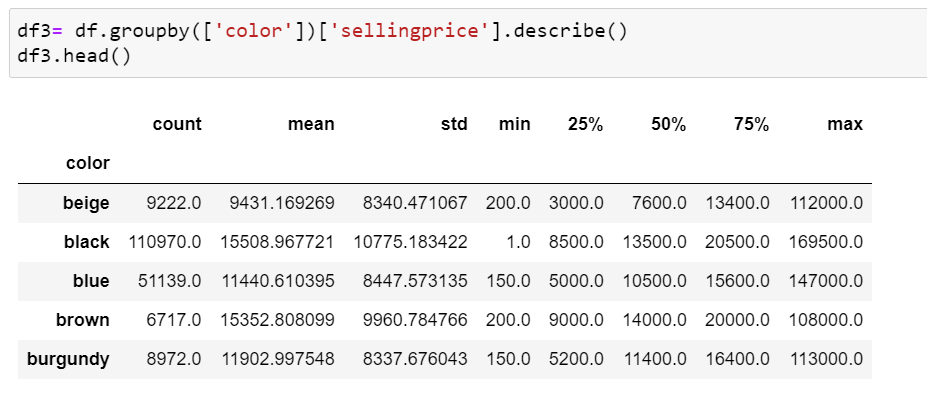 df3= df.groupby(['color'])['sellingprice'].describe()
df3.head()
count mean std min 25% 50% 75% max
color
beige 9222.0 9431.169269 8340.471067 200.0 3000.0 7600.0 13400.0 112000.0
black 110970.0 15508.967721 10775.183422 1.0 8500.0 13500.0 20500.0 169500.0
blue 51139.0 11440.610395 8447.573135 150.0 5000.0 10500.0 15600.0 147000.0
brown 6717.0 15352.808099 9960.784766 200.0 9000.0 14000.0 20000.0 108000.0
burgundy 8972.0 11902.997548 8337.676043 150.0 5200.0 11400.0 16400.0 113000.0